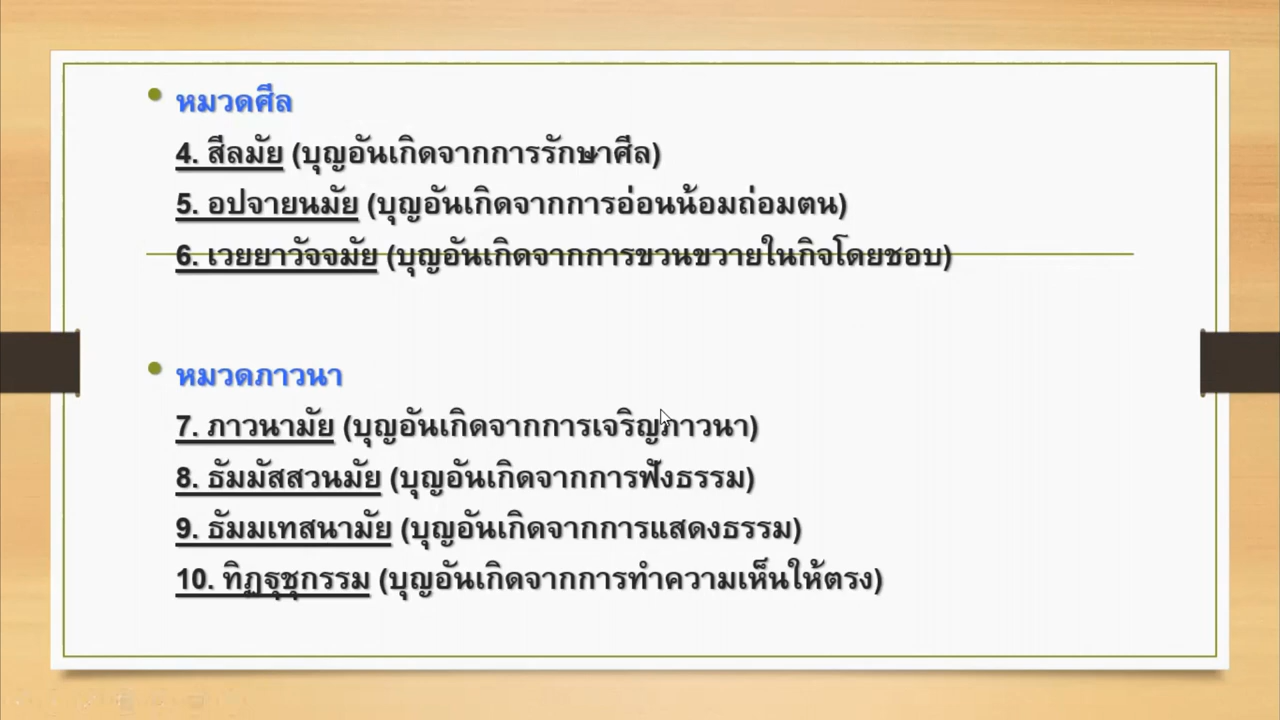 หมวดศีล
4. สีลมัย (บุญอันเกิดจากการรักษาศีล)
5. อปจายนมัย (บุญอันเกิดจากการอ่อนน้อมถ่อมตน)
6. เวยยาวัจจมัย (บุญอันเกิดจากการขวนขวายในกิจโดยชอบ)
หมวดภาวนา
7. ภาวนามัย (บุญอันเกิดจากการเจริญภาวนา)
8. ธัมมัสสวนมัย (บุญอันเกิดจากการฟังธรรม)
9. ธัมมเทสนามัย (บุญอันเกิดจากการแสดงธรรม)
10. ทิฏฐุชุกรรม (บุญอันเกิดจากการทำความเห็นให้ตรง)